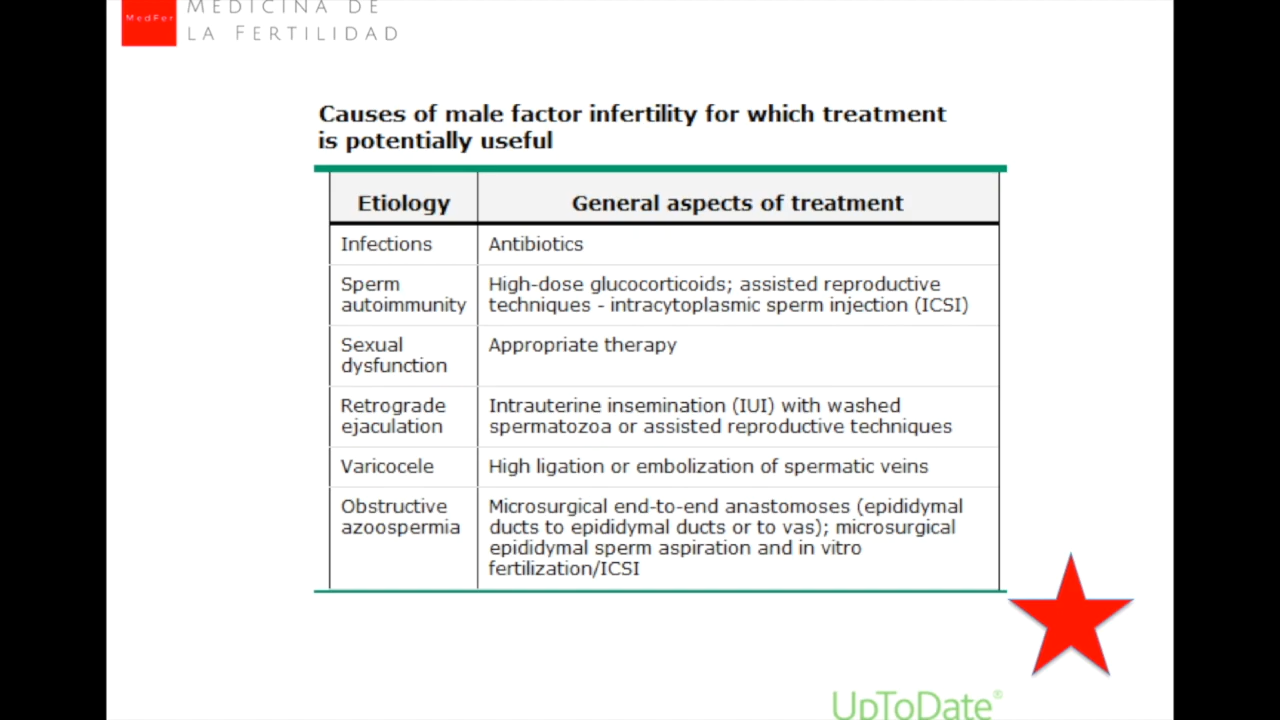 MedFer
MEDICINA DE
LA FERTILIDAD
Causes of male factor infertility for which treatment
is potentially useful
Etiology
General aspects of treatment
Infections
Antibiotics
Sperm
autoimmunity
High-dose glucocorticoids; assisted reproductive
techniques - intracytoplasmic sperm injection (ICSI)
Sexual
dysfunction
Appropriate therapy
Retrograde
ejaculation
Intrauterine insemination (IUI) with washed
spermatozoa or assisted reproductive techniques
Varicocele
High ligation or embolization of spermatic veins
Obstructive
azoospermia
Microsurgical end-to-end anastomoses (epididymal
ducts to epididymal ducts or to vas); microsurgical
epididymal sperm aspiration and in vitro
fertilization/ICSI
UpToDate®